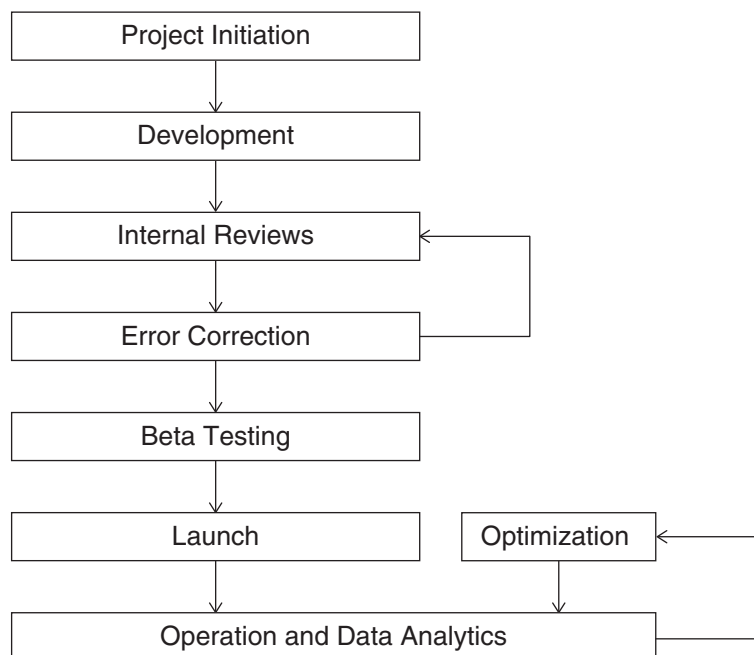 Project Initiation
Development
Internal Reviews
Error Correction
Beta Testing
Launch
Optimization
Operation and Data Analytics